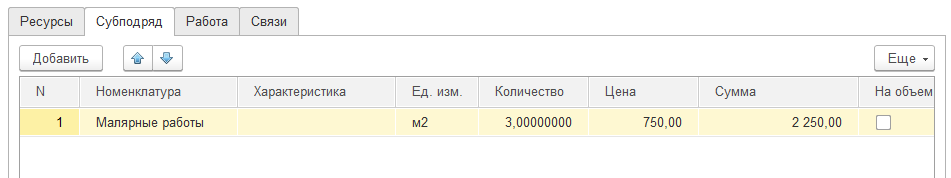 Ресурсы Субподряд Работа Связи
Добавить Еще
N Номенклатура Характеристика Ед. изм. Количество Цена Сумма На объем
1 Малярные работы м2 3,00000000 750,00 2 250,00